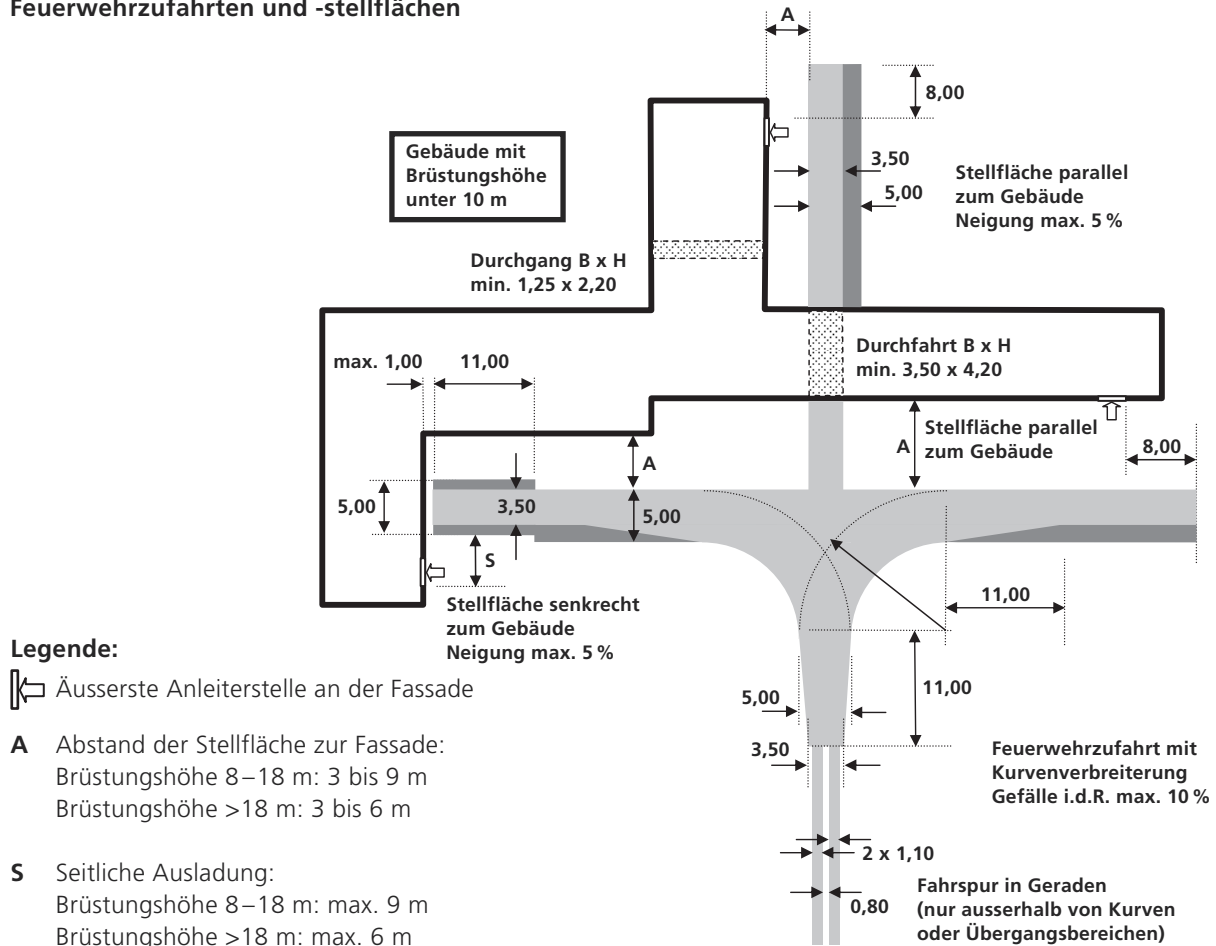 Feuerwehrzufahrten und -stellflächen
A
8,00
Gebäude mit
Brüstungshöhe
unter 10 m
3,50
5,00
Stellfläche parallel
zum Gebäude
Neigung max. 5 %
Durchgang B x H
min. 1,25 x 2,20
max. 1,00
11,00
Durchfahrt B x H
min. 3,50 x 4,20
Stellfläche parallel
zum Gebäude
A
A
8,00
5,00
3,50
5,00
S
Stellfläche senkrecht
zum Gebäude
Neigung max. 5 %
11,00
11,00
5,00
3,50
Feuerwehrzufahrt mit
Kurvenverbreiterung
Gefälle i.d.R. max. 10 %
2 x 1,10
0,80
Fahrspur in Geraden
(nur ausserhalb von Kurven
oder Übergangsbereichen)
Legende:
Äusserste Anleiterstelle an der Fassade
A Abstand der Stellfläche zur Fassade:
Brüstungshöhe 8–18 m: 3 bis 9 m
Brüstungshöhe >18 m: 3 bis 6 m
S Seitliche Ausladung:
Brüstungshöhe 8–18 m: max. 9 m
Brüstungshöhe >18 m: max. 6 m